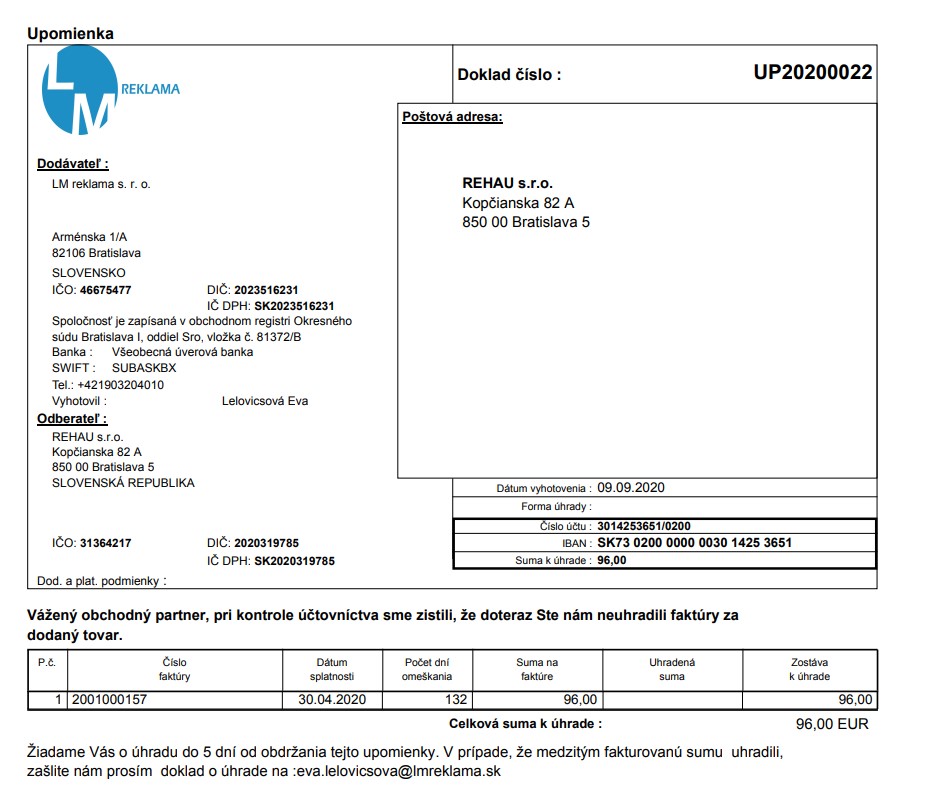 Upomienka
LM REKLAMA
Doklad číslo : UP20200022
Poštová adresa:
REHAU s.r.o.
Kopčianska 82 A
850 00 Bratislava 5
Dodávateľ :
LM reklama s. r. o.
Arménska 1/A
82106 Bratislava
SLOVENSKO
IČO: 46675477 DIČ: 2023516231
IČ DPH: SK2023516231
Spoločnosť je zapísaná v obchodnom registri Okresného
súdu Bratislava I, oddiel Sro, vložka č. 81372/B
Banka : Všeobecná úverová banka
SWIFT : SUBASKBX
Tel.: +421903204010
Vyhotovil : Lelovicsová Eva
Odberateľ :
REHAU s.r.o.
Kopčianska 82 A
850 00 Bratislava 5
SLOVENSKÁ REPUBLIKA
IČO: 31364217 DIČ: 2020319785
IČ DPH: SK2020319785
Dod. a plat. podmienky :
Dátum vyhotovenia : 09.09.2020
Forma úhrady :
Číslo účtu : 3014253651/0200
IBAN : SK73 0200 0000 0030 1425 3651
Suma k úhrade : 96,00
Vážený obchodný partner, pri kontrole účtovníctva sme zistili, že doteraz Ste nám neuhradili faktúry za
dodaný tovar.
P.č. Číslo faktúry Dátum splatnosti Počet dní omeškania Suma na faktúre Uhradená suma Zostáva k úhrade
1 2001000157 30.04.2020 132 96,00 96,00
Celková suma k úhrade : 96,00 EUR
Žiadame Vás o úhradu do 5 dní od obdržania tejto upomienky. V prípade, že medzitým fakturovanú sumu uhradili,
zašlite nám prosím doklad o úhrade na :eva.lelovicsova@lmreklama.sk